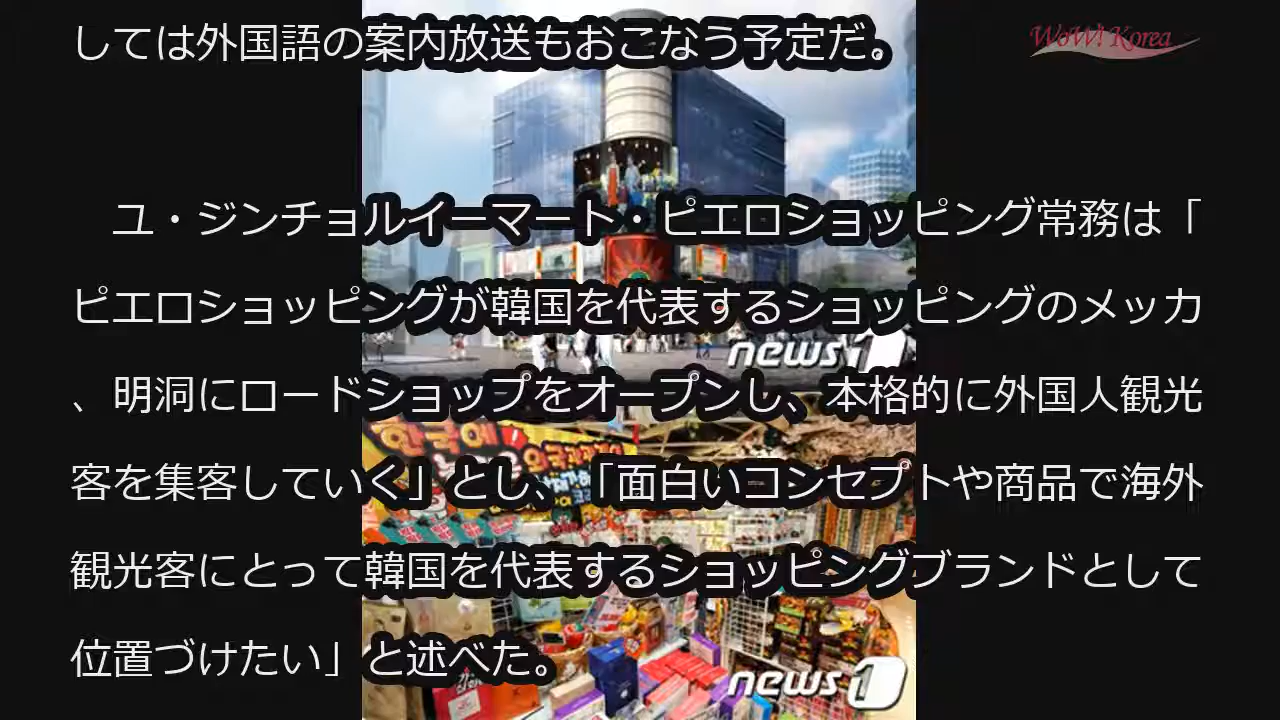 しては外国語の案内放送もおこなう予定だ。
WoW! Korea
　ユ・ジンチョルイーマート・ピエロショッピング常務は「
ピエロショッピングが韓国を代表するショッピングのメッカ
news1
、明洞にロードショップをオープンし、本格的に外国人観光
한국에
외국
客を集客していく」とし、「面白いコンセプトや商品で海外
観光客にとって韓国を代表するショッピングブランドとして
位置づけたい」と述べた。
news1